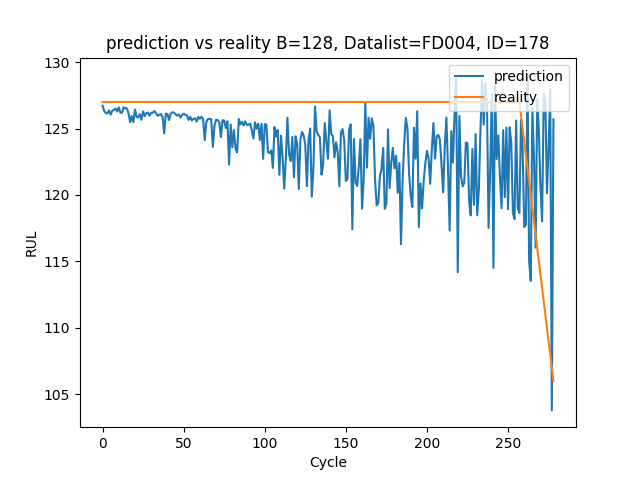 prediction vs reality B=128, Datalist=FD004, ID=178
prediction
reality
RUL
130
125
120
115
110
105
0
50
100
150
200
250
Cycle